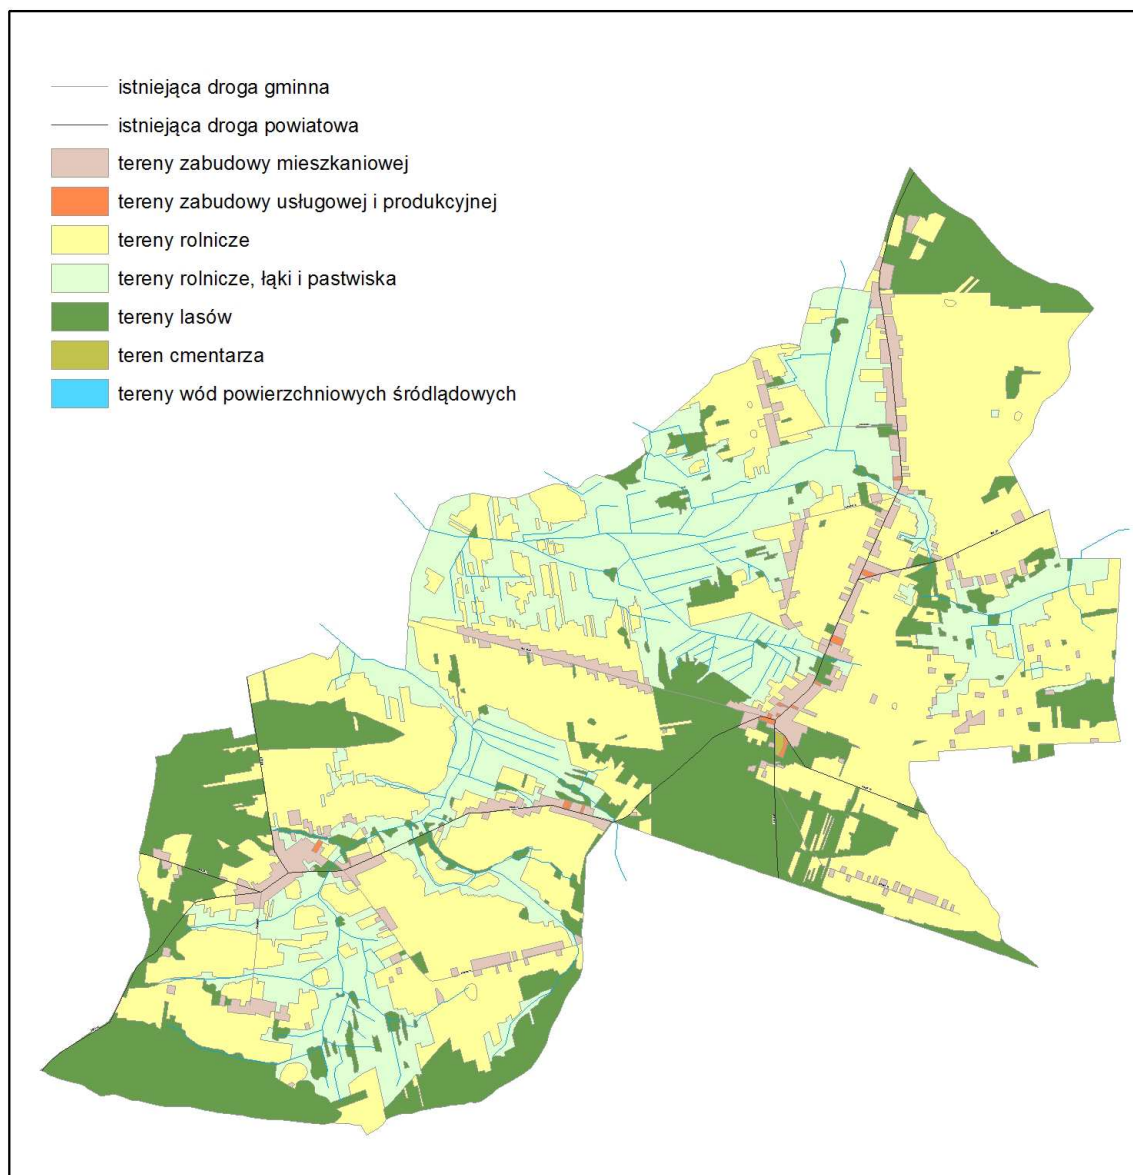 istniejąca droga gminna
istniejąca droga powiatowa
tereny zabudowy mieszkaniowej
tereny zabudowy usługowej i produkcyjnej
tereny rolnicze
tereny rolnicze, łąki i pastwiska
tereny lasów
teren cmentarza
tereny wód powierzchniowych śródlądowych